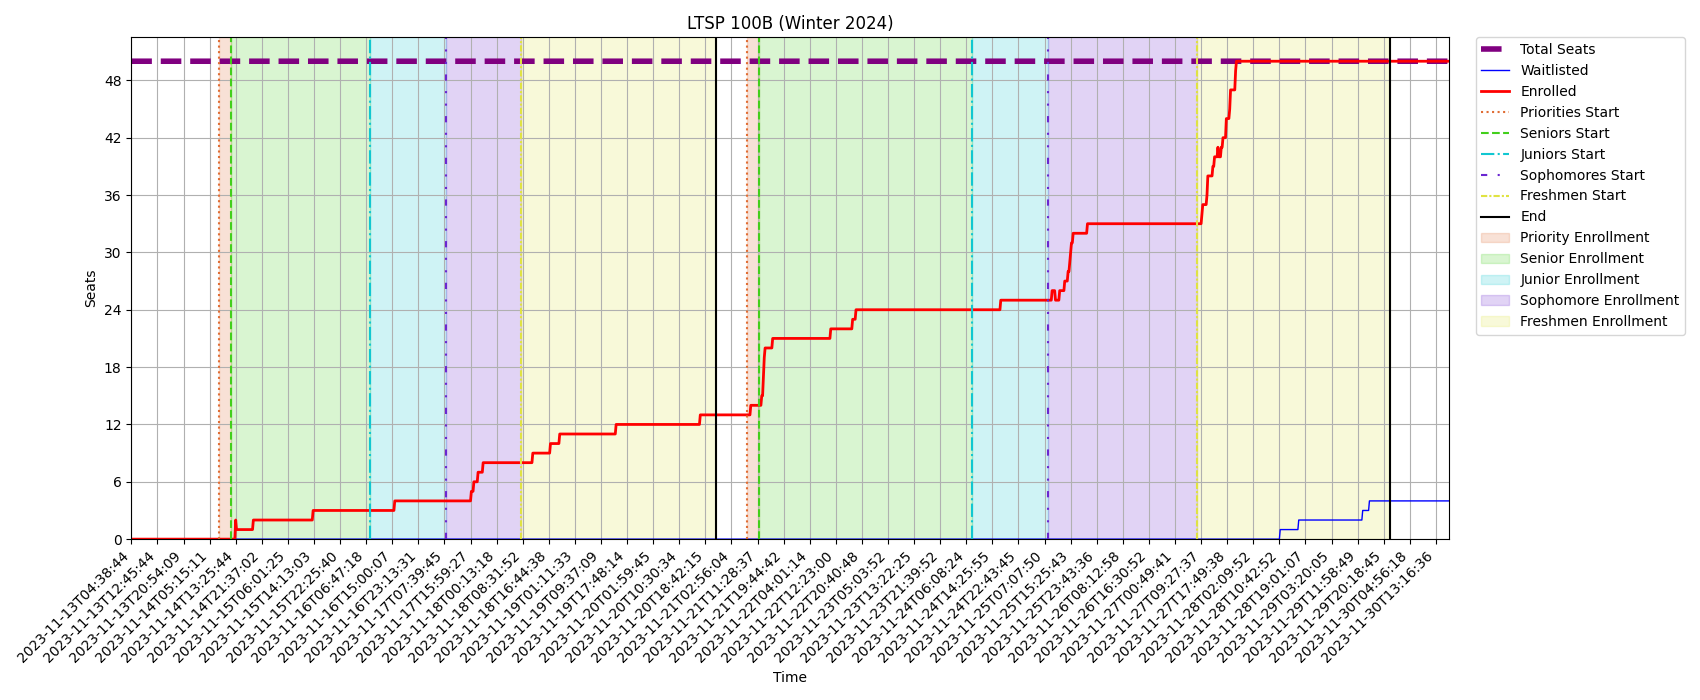 LTSP 100B (Winter 2024)
Seats
48
42
36
30
24
18
12
6
0
2023-11-13T04:38:44
2023-11-13T12:45:44
2023-11-13T20:54:09
2023-11-14T05:15:11
2023-11-14T13:25:44
2023-11-14T21:37:02
2023-11-15T06:01:23
2023-11-15T14:13:03
2023-11-15T22:25:40
2023-11-16T06:47:18
2023-11-16T15:00:07
2023-11-16T23:13:31
2023-11-17T07:39:45
2023-11-17T15:59:27
2023-11-18T00:13:18
2023-11-18T08:31:52
2023-11-18T16:44:38
2023-11-19T01:11:33
2023-11-19T09:37:09
2023-11-19T17:48:14
2023-11-20T01:59:45
2023-11-20T10:30:34
2023-11-20T18:42:15
2023-11-21T02:56:04
2023-11-21T11:28:37
2023-11-21T19:44:42
2023-11-22T04:01:14
2023-11-22T12:23:00
2023-11-22T20:40:48
2023-11-23T05:03:52
2023-11-23T13:22:25
2023-11-23T21:39:52
2023-11-24T06:08:24
2023-11-24T14:25:55
2023-11-24T22:43:45
2023-11-25T07:07:50
2023-11-25T15:25:43
2023-11-25T23:43:36
2023-11-26T08:12:58
2023-11-26T16:30:52
2023-11-27T00:49:41
2023-11-27T09:27:37
2023-11-27T17:49:38
2023-11-28T02:09:52
2023-11-28T10:42:52
2023-11-28T19:01:07
2023-11-29T03:20:05
2023-11-29T11:58:49
2023-11-29T20:18:45
2023-11-30T04:56:18
2023-11-30T13:16:36
Time
Total Seats
Waitlisted
Enrolled
Priorities Start
Seniors Start
Juniors Start
Sophomores Start
Freshmen Start
End
Priority Enrollment
Senior Enrollment
Junior Enrollment
Sophomore Enrollment
Freshmen Enrollment